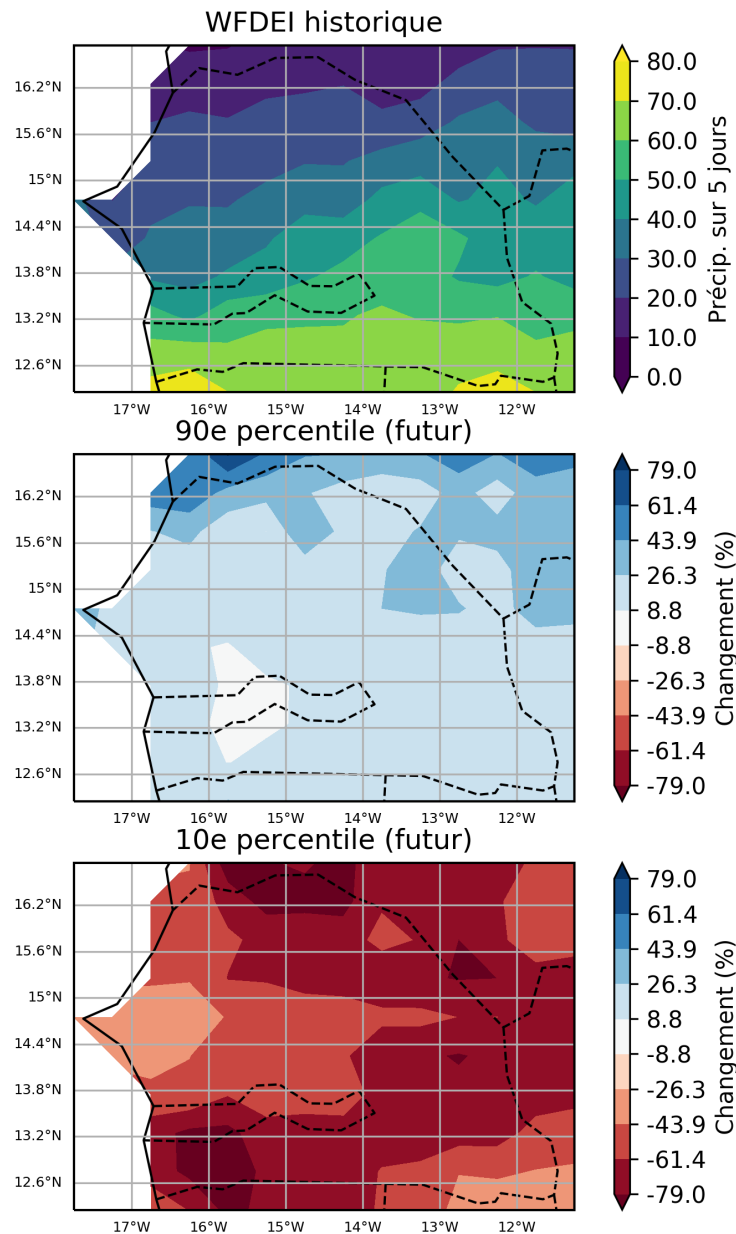 WFDEI historique
16.2°N
15.6°N
15°N
14.4°N
13.8°N
13.2°N
12.6°N
17°W 16°W 15°W 14°W 13°W 12°W
80.0
70.0
60.0
50.0
40.0
30.0
20.0
10.0
0.0
Précip. sur 5 jours
90e percentile (futur)
16.2°N
15.6°N
15°N
14.4°N
13.8°N
13.2°N
12.6°N
17°W 16°W 15°W 14°W 13°W 12°W
79.0
61.4
43.9
26.3
8.8
-8.8
-26.3
-43.9
-61.4
-79.0
Changement (%)
10e percentile (futur)
16.2°N
15.6°N
15°N
14.4°N
13.8°N
13.2°N
12.6°N
17°W 16°W 15°W 14°W 13°W 12°W
79.0
61.4
43.9
26.3
8.8
-8.8
-26.3
-43.9
-61.4
-79.0
Changement (%)